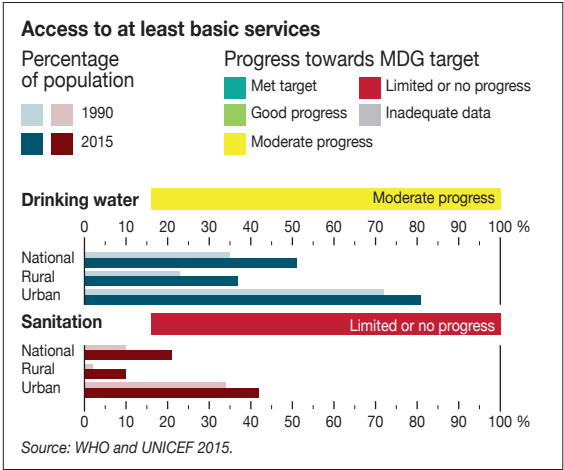 Access to at least basic services
Percentage
of population
1990
2015
Progress towards MDG target
Met target
Limited or no progress
Good progress
Inadequate data
Moderate progress
Drinking water
Moderate progress
0 10 20 30 40 50 60 70 80 90 100 %
National
Rural
Urban
Sanitation
Limited or no progress
National
Rural
Urban
0 10 20 30 40 50 60 70 80 90 100 %
Source: WHO and UNICEF 2015.